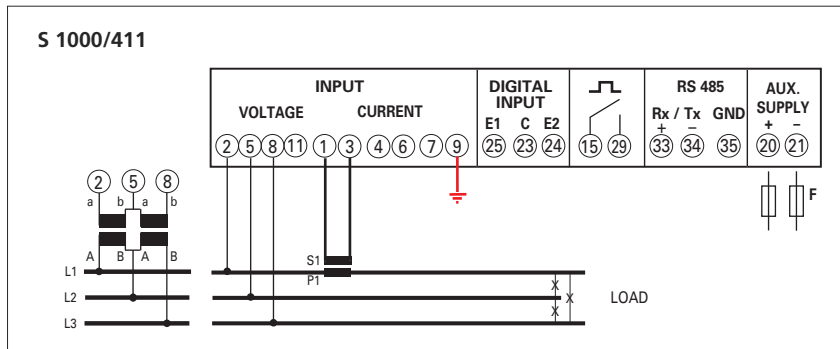 S 1000/411
INPUT
VOLTAGE CURRENT
DIGITAL
INPUT
E1 C E2
RS 485
Rx / Tx GND
+ −
AUX.
SUPPLY
+ −
2 5 8 11 1 3 4 6 7 9 25 23 24 15 29 33 34 35 20 21
F
2 5 8
a b a b
A B A B
S1
P1
L1
L2
L3
X
X
X
LOAD